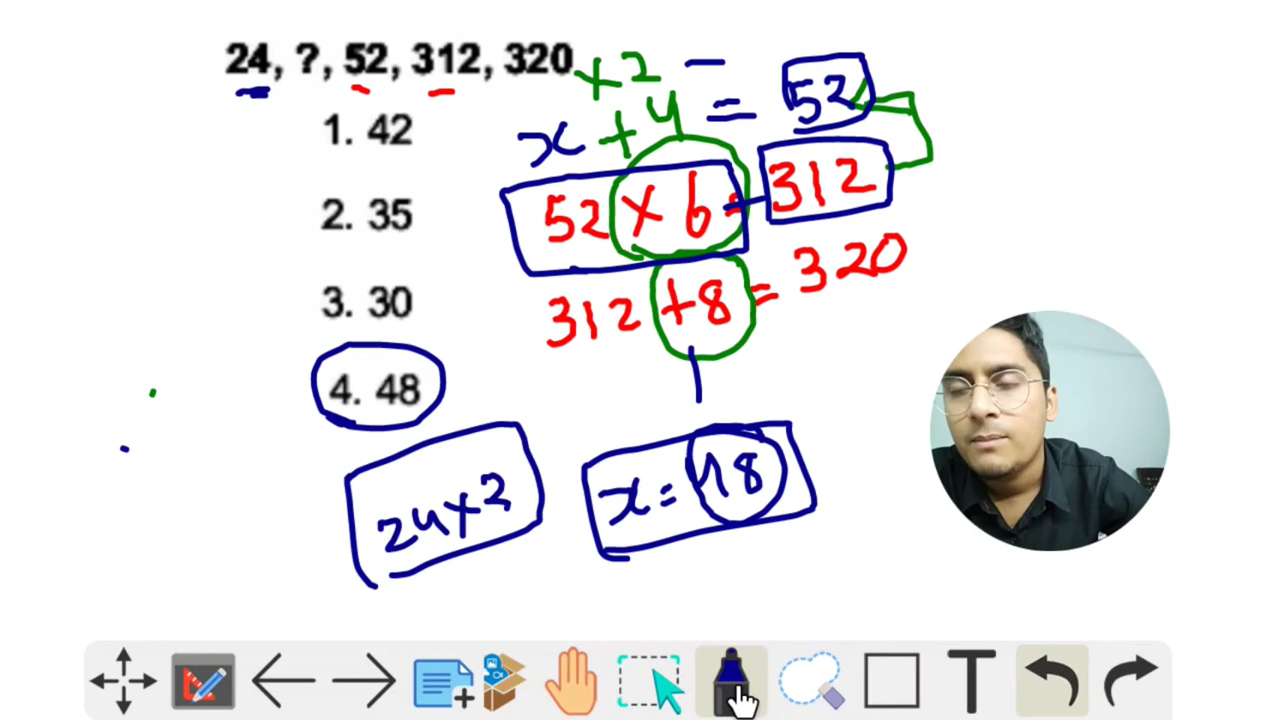 24, ?, 52, 312, 320
×2 =
x +4 = 52
52 × 6 = 312
312 +8 = 320
1. 42
2. 35
3. 30
4. 48
24×2
x = 48
T